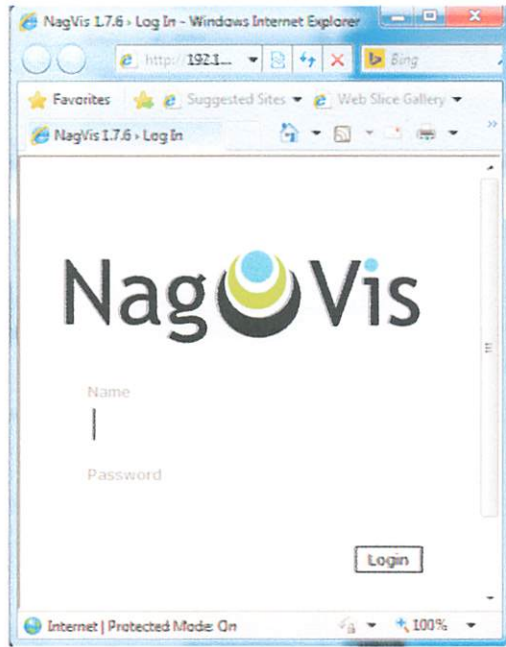 NagVis 1.7.6 › Log In - Windows Internet Explorer
http://192.1... Bing
Favorites Suggested Sites Web Slice Gallery
NagVis 1.7.6 › Log In
NagVis
Name
Password
Login
Internet | Protected Mode: On 100%